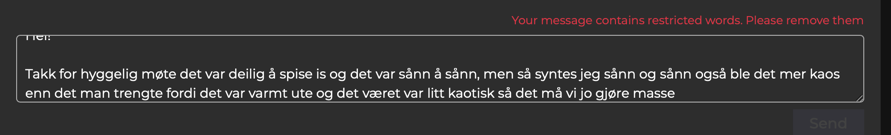 Your message contains restricted words. Please remove them
Hei!
Takk for hyggelig møte det var deilig å spise is og det var sånn å sånn, men så syntes jeg sånn og sånn også ble det mer kaos
enn det man trengte fordi det var varmt ute og det været var litt kaotisk så det må vi jo gjøre masse
Send